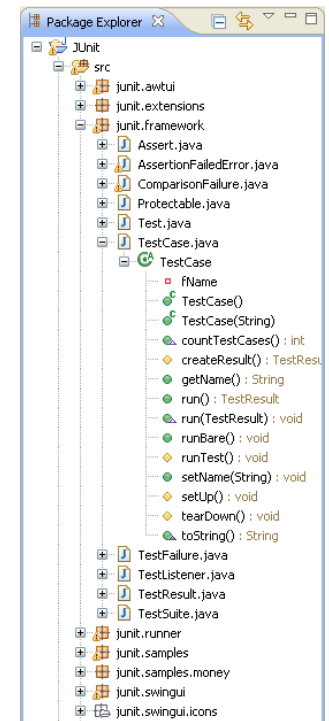 Package Explorer
JUnit
src
junit.awtui
junit.extensions
junit.framework
Assert.java
AssertionFailedError.java
ComparisonFailure.java
Protectable.java
Test.java
TestCase.java
TestCase
fName
TestCase()
TestCase(String)
countTestCases() : int
createResult() : TestResu
getName() : String
run() : TestResult
run(TestResult) : void
runBare() : void
runTest() : void
setName(String) : void
setUp() : void
tearDown() : void
toString() : String
TestFailure.java
TestListener.java
TestResult.java
TestSuite.java
junit.runner
junit.samples
junit.samples.money
junit.swingui
junit.swingui.icons